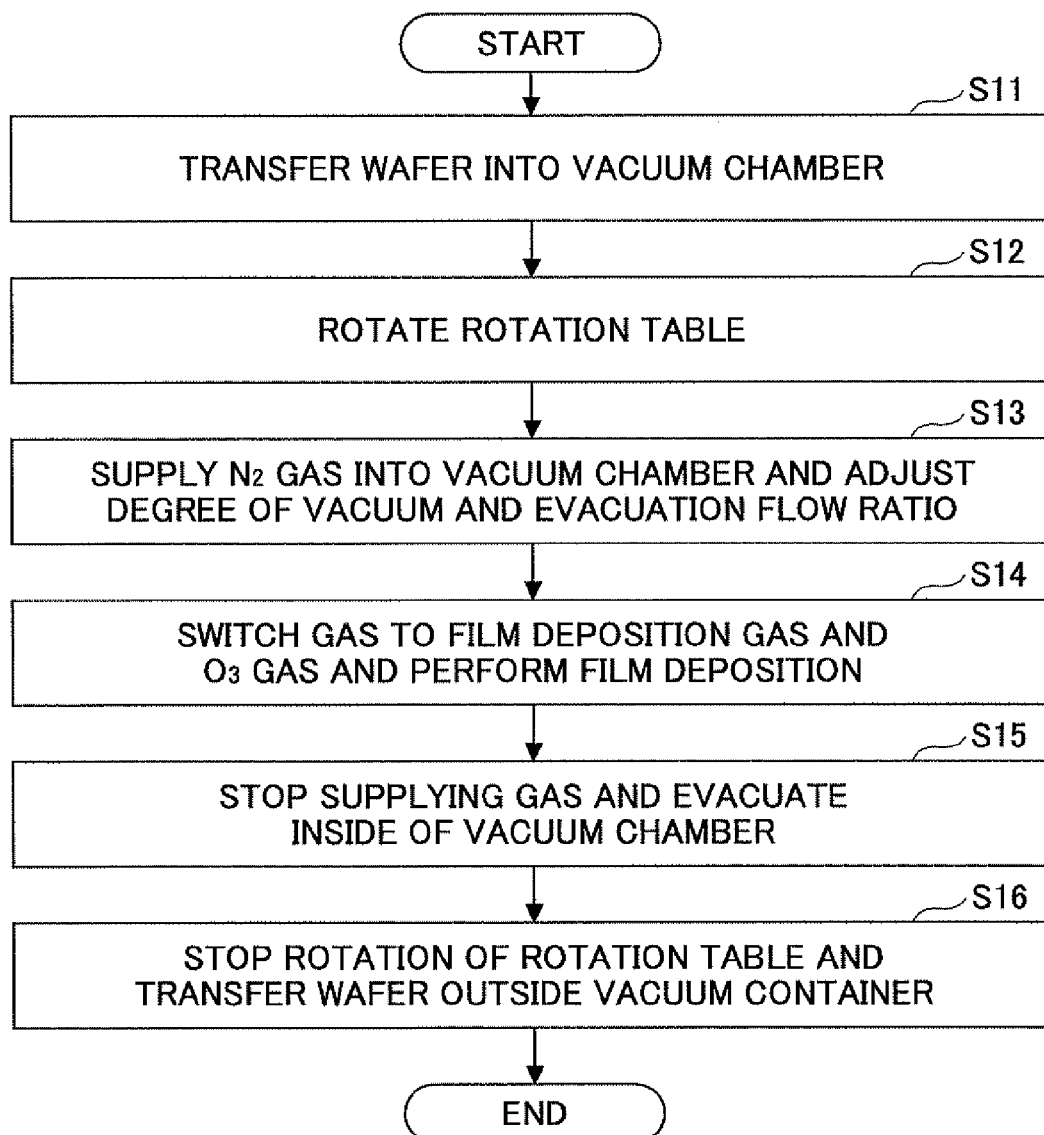 START
S11
TRANSFER WAFER INTO VACUUM CHAMBER
S12
ROTATE ROTATION TABLE
S13
SUPPLY N2 GAS INTO VACUUM CHAMBER AND ADJUST
DEGREE OF VACUUM AND EVACUATION FLOW RATIO
S14
SWITCH GAS TO FILM DEPOSITION GAS AND
O3 GAS AND PERFORM FILM DEPOSITION
S15
STOP SUPPLYING GAS AND EVACUATE
INSIDE OF VACUUM CHAMBER
S16
STOP ROTATION OF ROTATION TABLE AND
TRANSFER WAFER OUTSIDE VACUUM CONTAINER
END